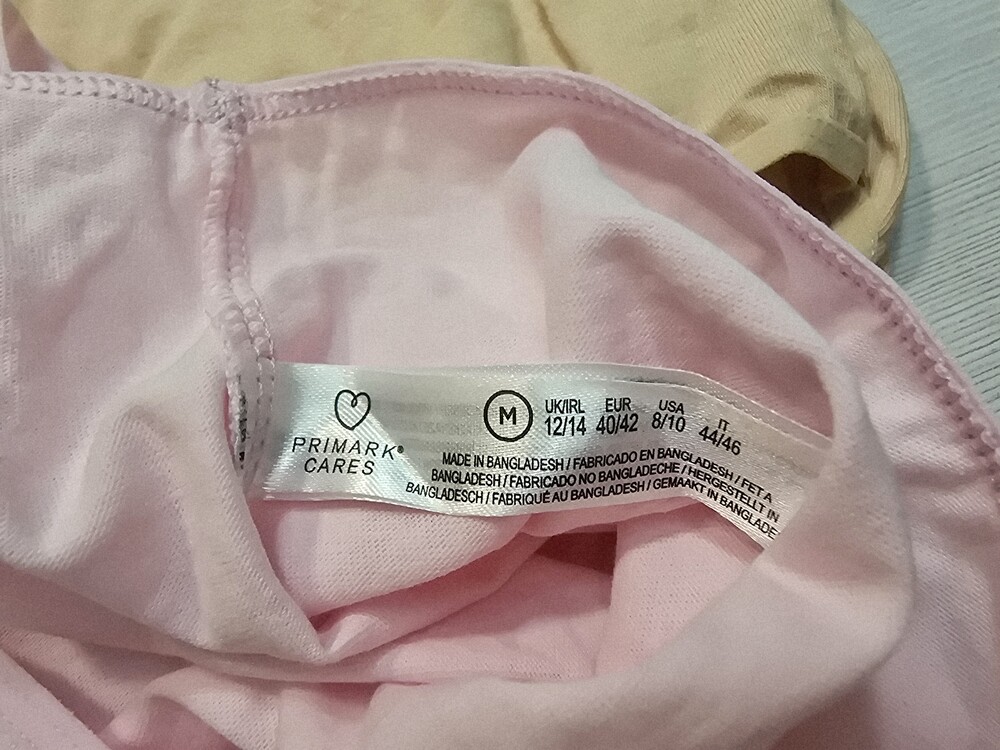 PRIMARK®
CARES
M
UK/IRL EUR USA IT
12/14 40/42 8/10 44/46
MADE IN BANGLADESH / FABRICADO EN BANGLADESH / FET A
BANGLADESH / FABRICADO NO BANGLADECHE / HERGESTELLT IN
BANGLADESCH / FABRIQUÉ AU BANGLADESH / GEMAAKT IN BANGLADE